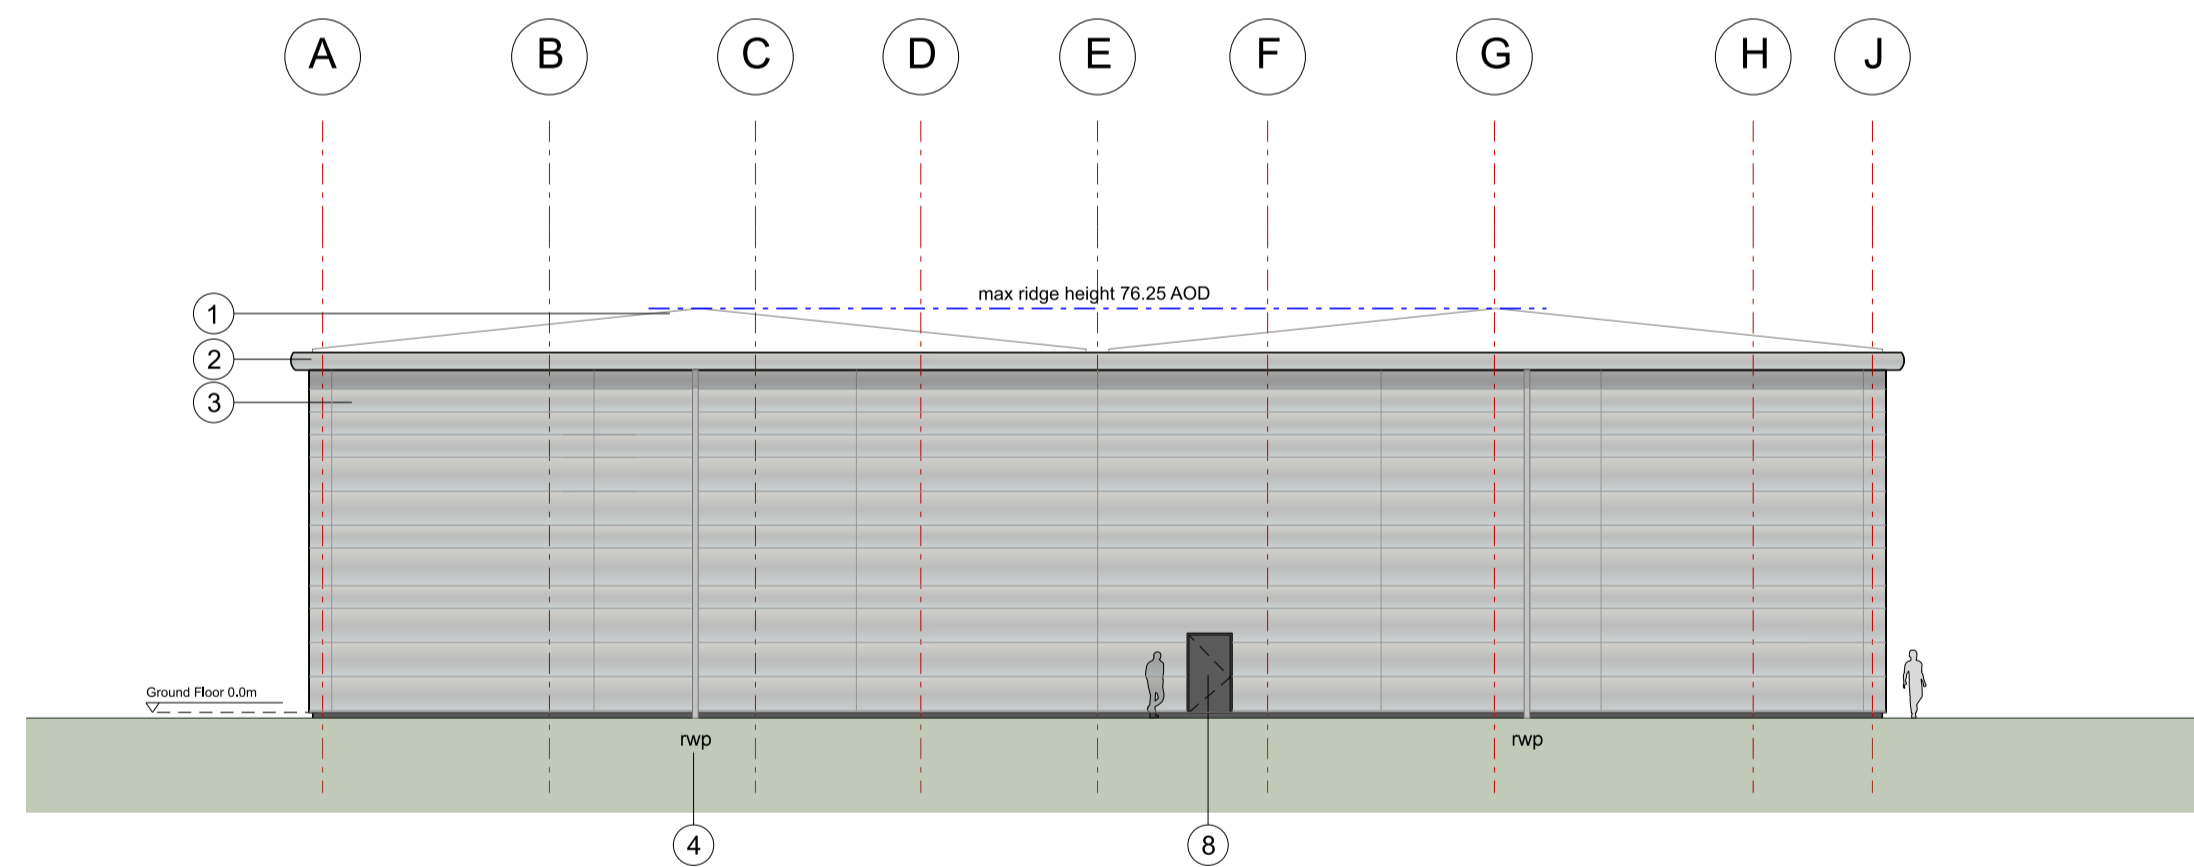 A B C D E F G H J
max ridge height 76.25 AOD
1
2
3
Ground Floor 0.0m
rwp rwp
4 8